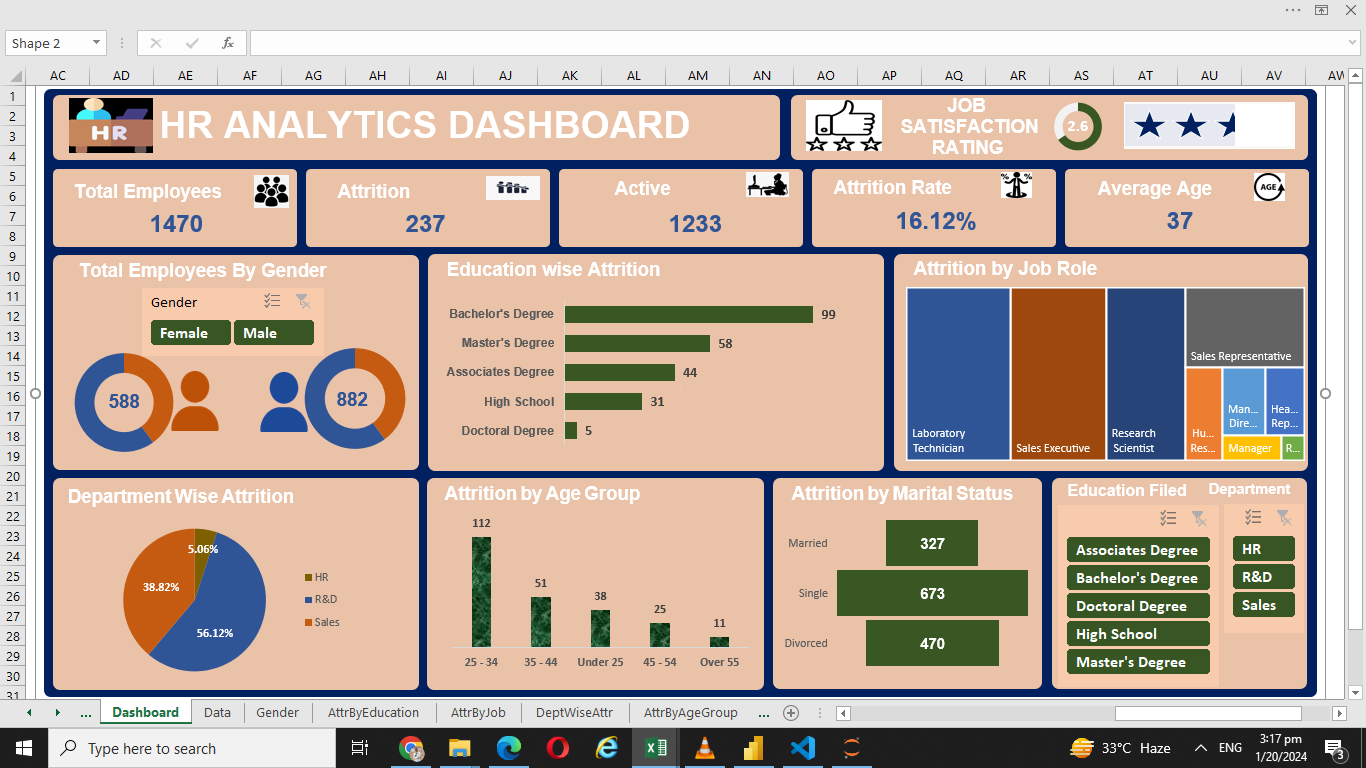 Shape 2
fx
AC AD AE AF AG AH AI AJ AK AL AM AN AO AP AQ AR AS AT AU AV AW
1
2
3
4
5
6
7
8
9
10
11
12
13
14
15
16
17
18
19
20
21
22
23
24
25
26
27
28
29
30
31
HR
HR ANALYTICS DASHBOARD
JOB
SATISFACTION
RATING
2.6
Total Employees
1470
Attrition
237
Active
1233
Attrition Rate
% %
16.12%
Average Age
AGE
37
Total Employees By Gender
Gender
Female Male
588
882
Education wise Attrition
Bachelor's Degree 99
Master's Degree 58
Associates Degree 44
High School 31
Doctoral Degree 5
Attrition by Job Role
Laboratory
Technician
Sales Executive
Research
Scientist
Sales Representative
Hu...
Res...
Man...
Dire...
Hea...
Rep...
Manager
R...
Department Wise Attrition
5.06%
38.82%
56.12%
HR
R&D
Sales
Attrition by Age Group
112
51
38
25
11
25 - 34 35 - 44 Under 25 45 - 54 Over 55
Attrition by Marital Status
Married 327
Single 673
Divorced 470
Education Filed
Associates Degree
Bachelor's Degree
Doctoral Degree
High School
Master's Degree
Department
HR
R&D
Sales
... Dashboard Data Gender AttrByEducation AttrByJob DeptWiseAttr AttrByAgeGroup ...
Type here to search
33°C Haze
ENG
3:17 pm
1/20/2024
3